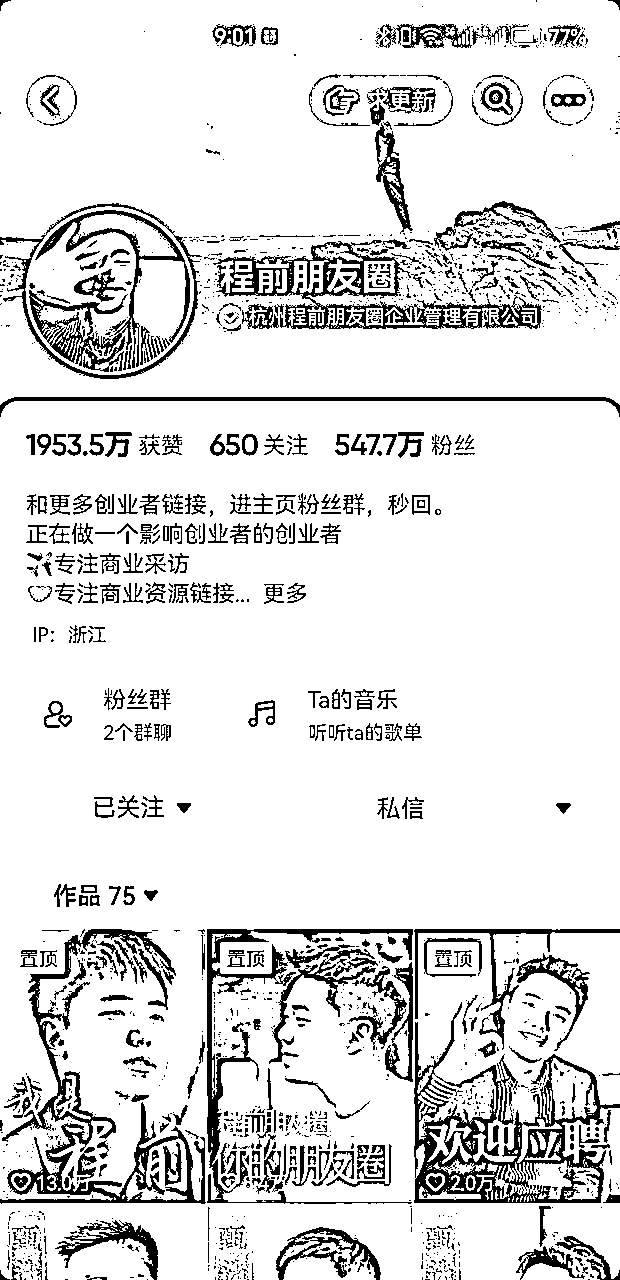 9:01
77%
求更新
程前朋友圈
杭州程前朋友圈企业管理有限公司
1953.5万 获赞 650 关注 547.7万 粉丝
和更多创业者链接，进主页粉丝群，秒回。
正在做一个影响创业者的创业者
专注商业采访
专注商业资源链接... 更多
IP：浙江
粉丝群
2个群聊
Ta的音乐
听听ta的歌单
已关注
私信
作品 75
置顶
置顶
置顶
我是
程前
程前朋友圈
你的朋友圈
欢迎应聘
13.0万
2.0万